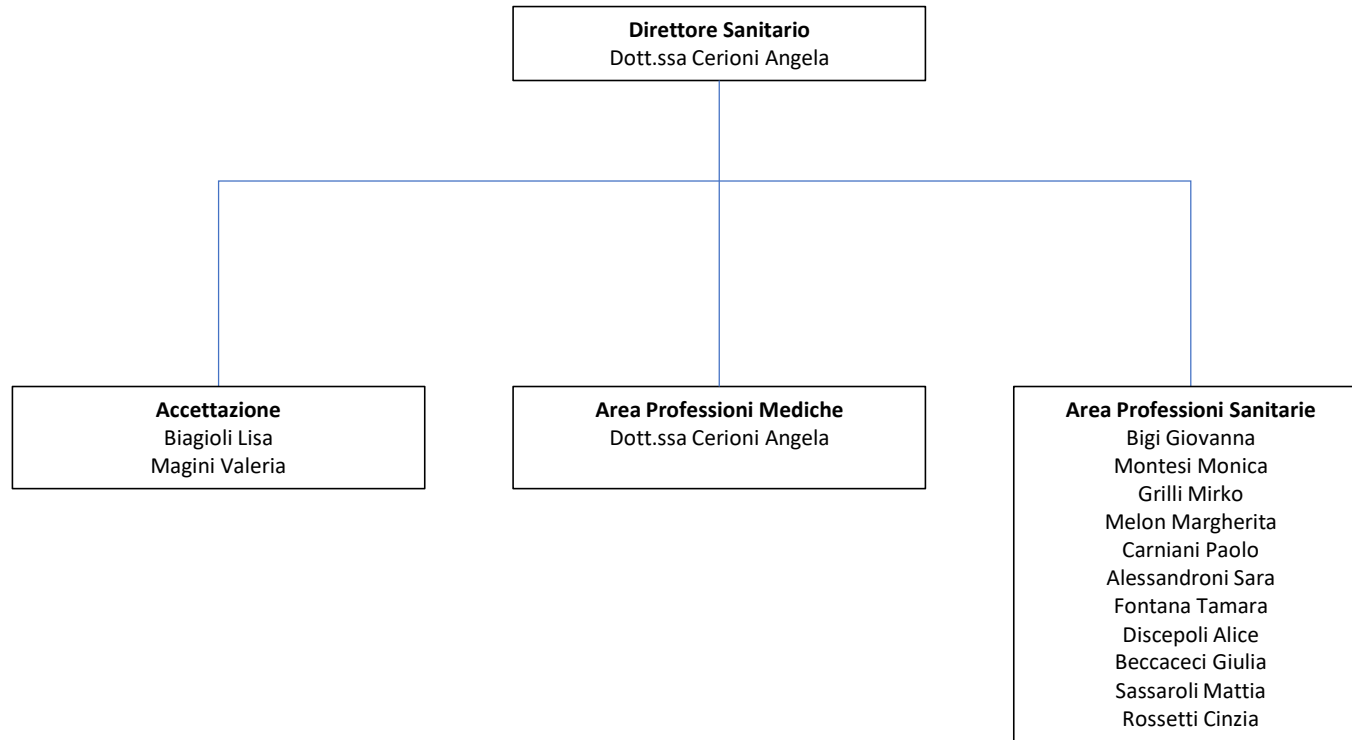 Direttore Sanitario
Dott.ssa Cerioni Angela
Accettazione
Biagioli Lisa
Magini Valeria
Area Professioni Mediche
Dott.ssa Cerioni Angela
Area Professioni Sanitarie
Bigi Giovanna
Montesi Monica
Grilli Mirko
Melon Margherita
Carniani Paolo
Alessandroni Sara
Fontana Tamara
Discepoli Alice
Beccaceci Giulia
Sassaroli Mattia
Rossetti Cinzia